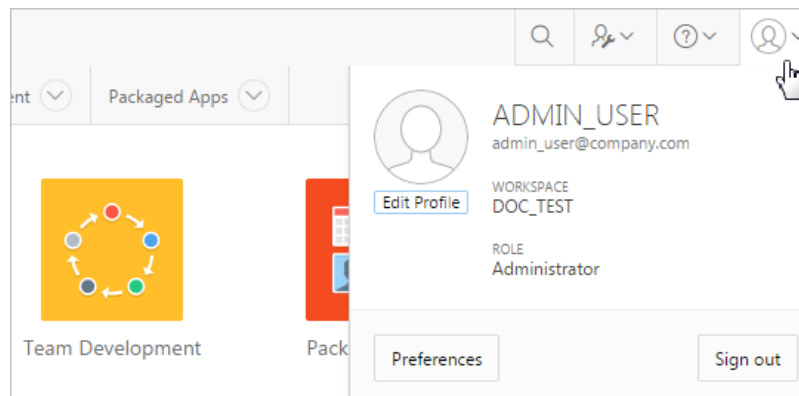 ent
Packaged Apps
ADMIN_USER
admin_user@company.com
Edit Profile
WORKSPACE
DOC_TEST
ROLE
Administrator
Team Development
Pack
Preferences
Sign out